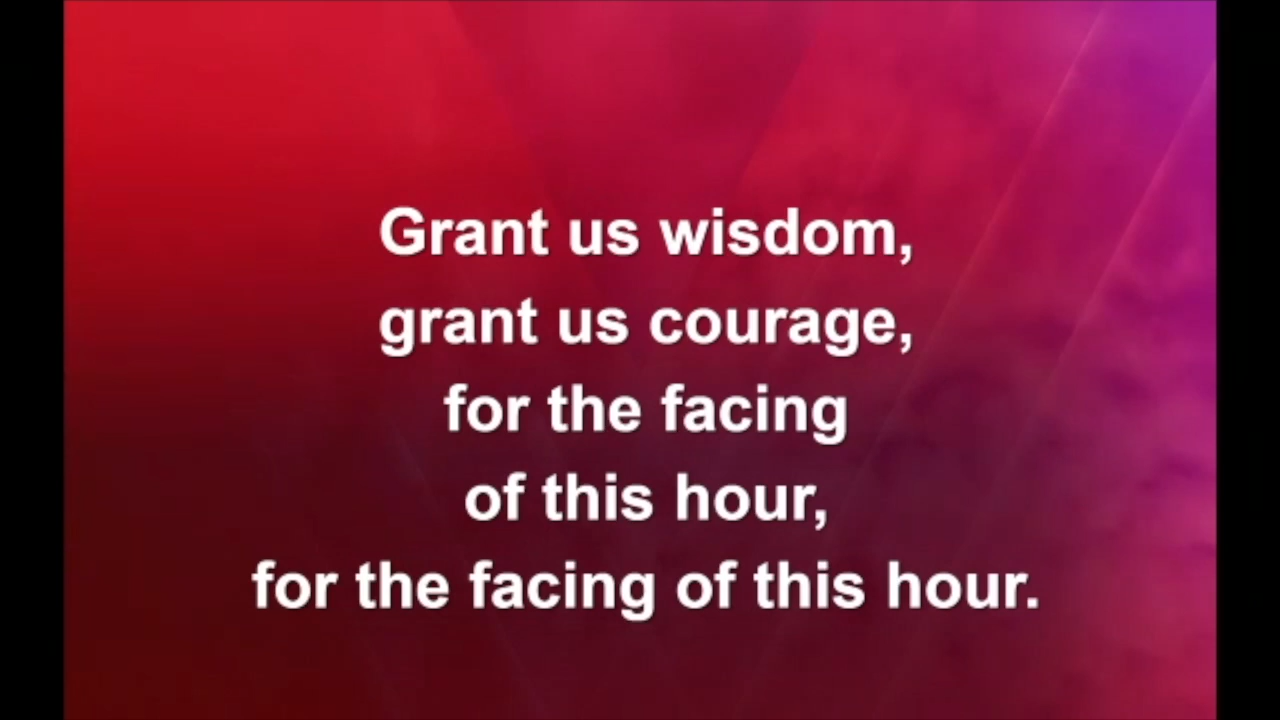 Grant us wisdom,
grant us courage,
for the facing
of this hour,
for the facing of this hour.